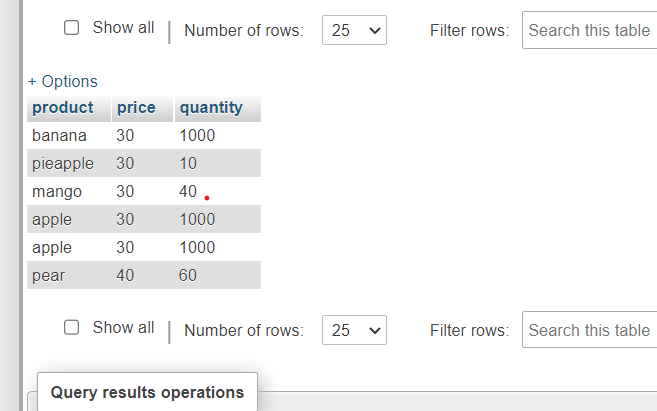 Show all | Number of rows: 25 Filter rows: Search this table
+ Options
product price quantity
banana 30 1000
pieapple 30 10
mango 30 40
apple 30 1000
apple 30 1000
pear 40 60
Show all | Number of rows: 25 Filter rows: Search this table
Query results operations